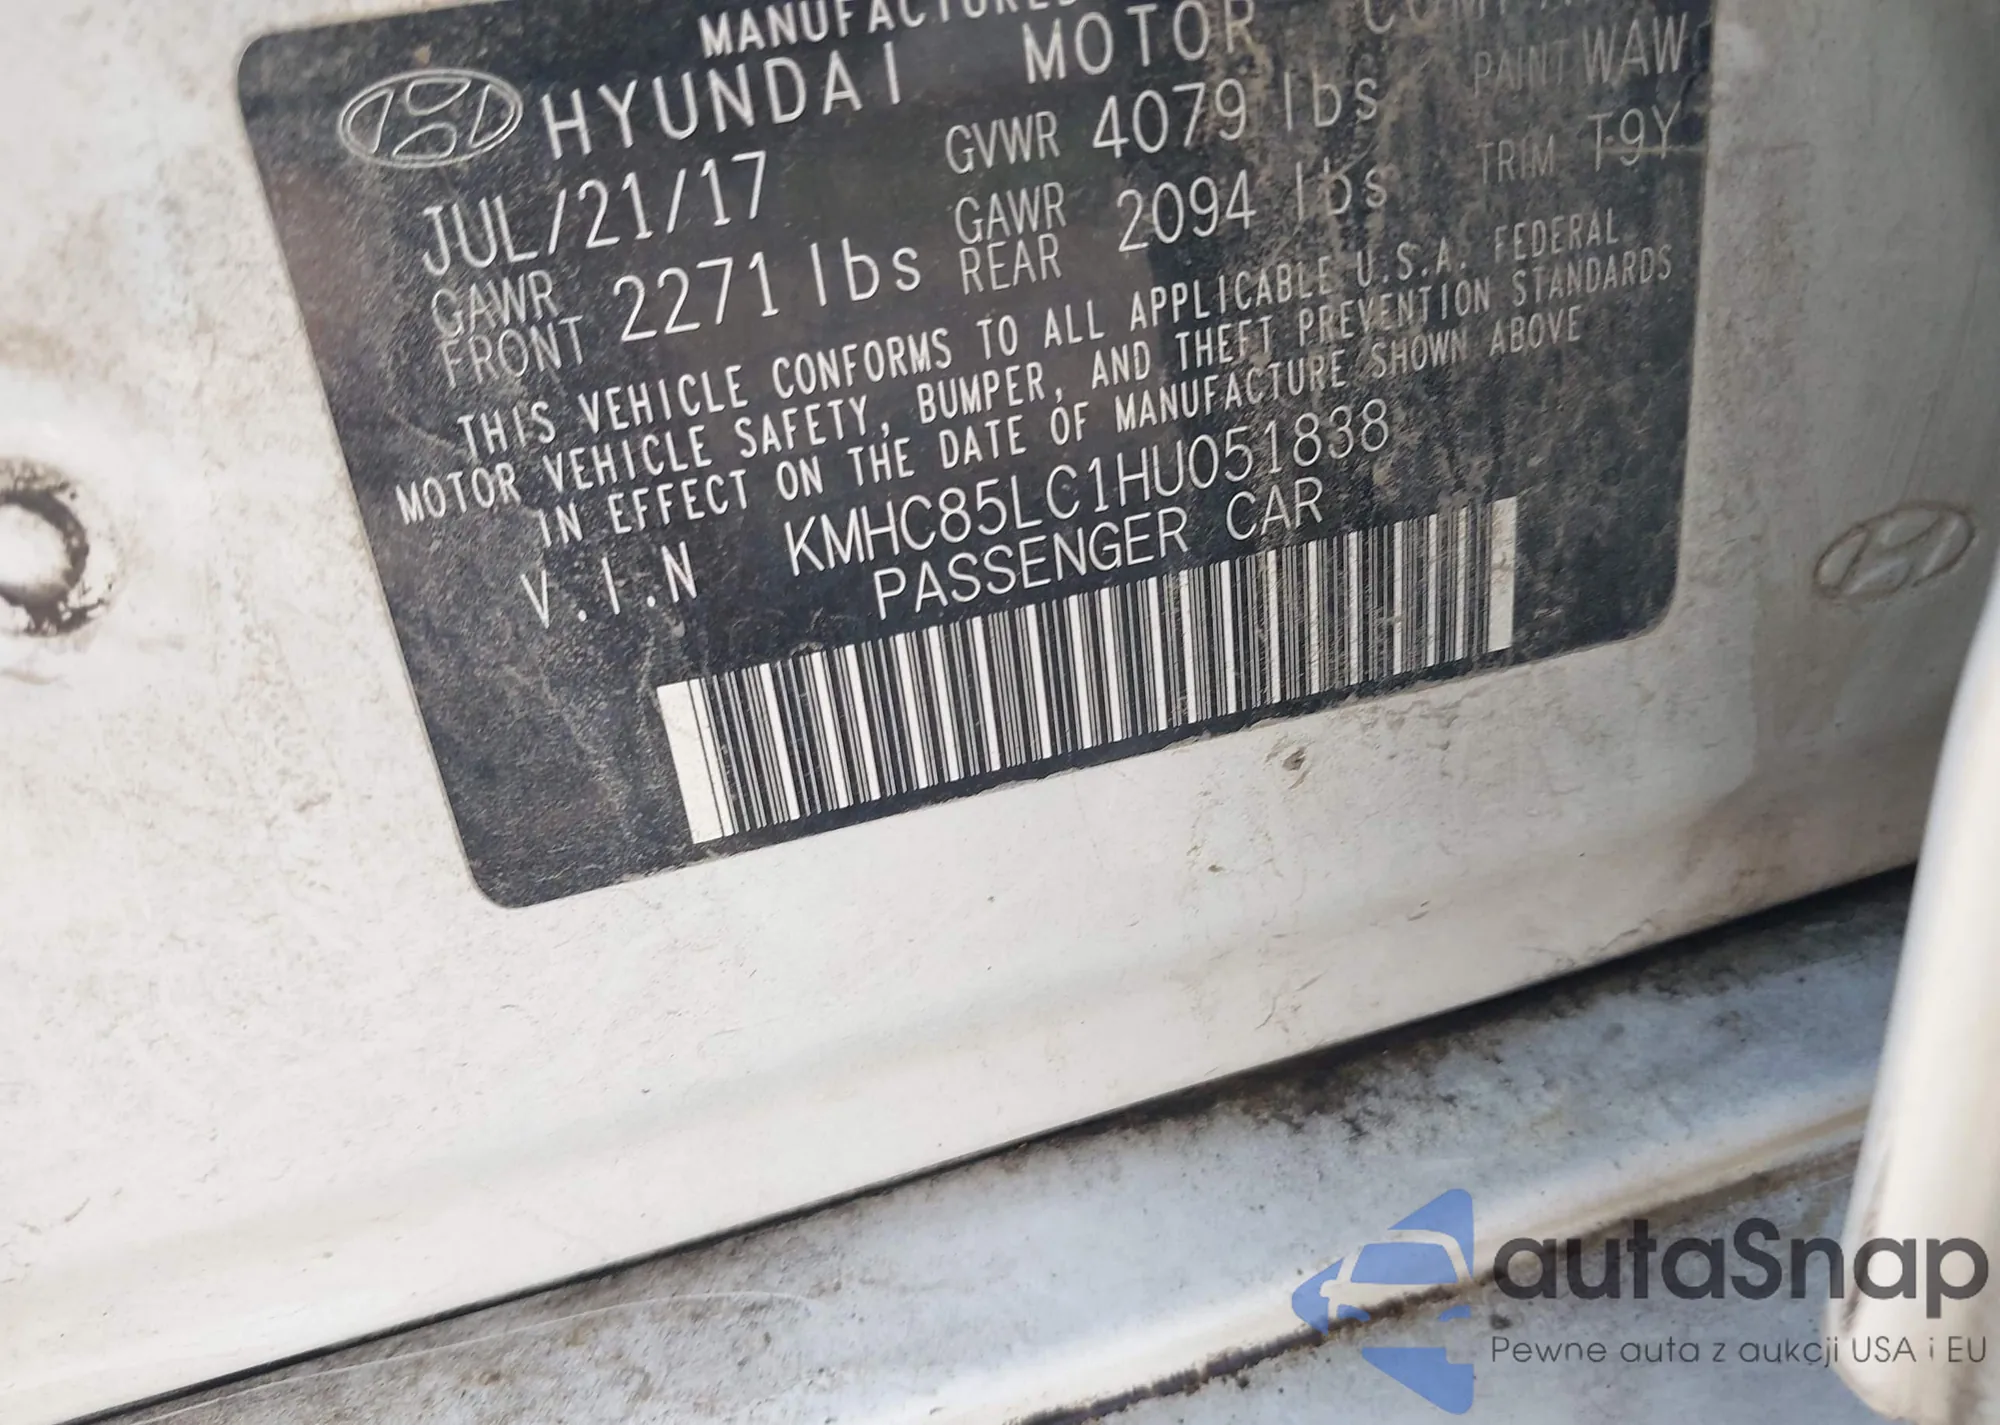 MANUFACTURED
HYUNDAI MOTOR COMPA
JUL/21/17 GVWR 4079 lbs PAINT WAW
GAWR FRONT 2271 lbs GAWR REAR 2094 lbs TRIM T9Y
THIS VEHICLE CONFORMS TO ALL APPLICABLE U.S.A. FEDERAL
MOTOR VEHICLE SAFETY, BUMPER, AND THEFT PREVENTION STANDARDS
IN EFFECT ON THE DATE OF MANUFACTURE SHOWN ABOVE
V.I.N KMHC85LC1HU051838
PASSENGER CAR
autaSnap
Pewne auta z aukcji USA i EU